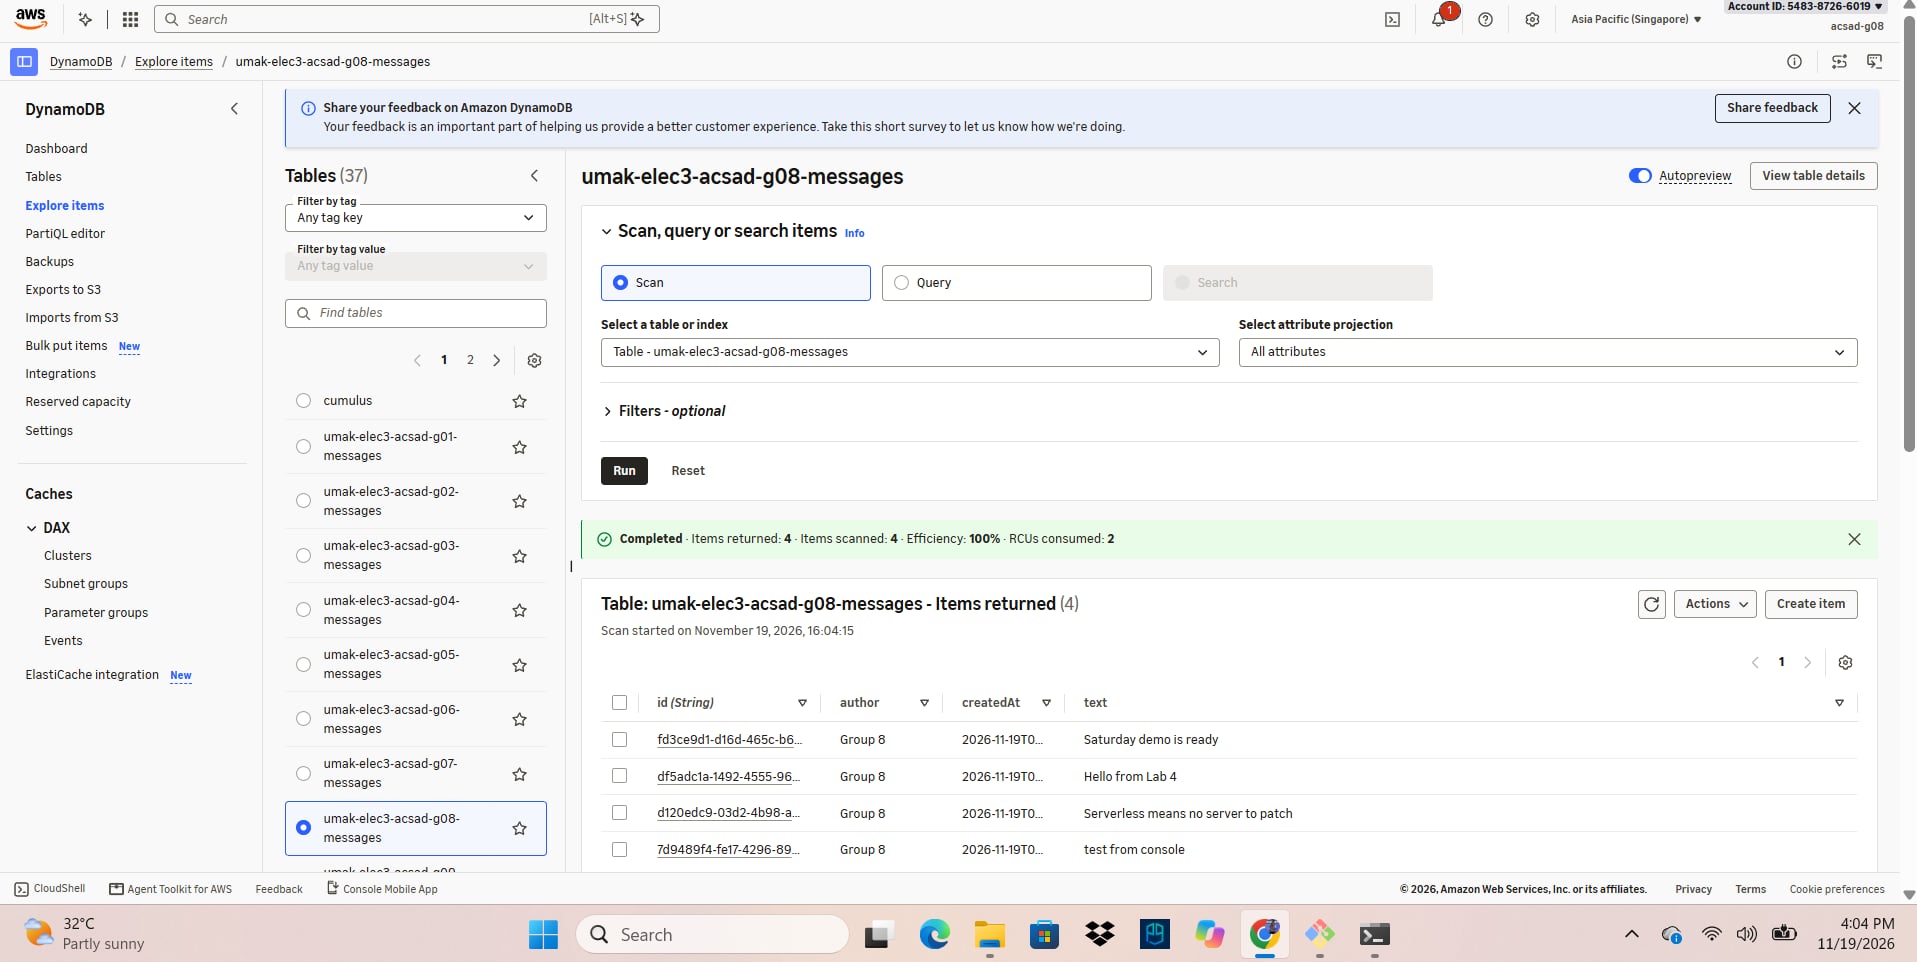 aws
Search [Alt+S]
1
Asia Pacific (Singapore)
Account ID: 5483-8726-6019
acsad-g08
DynamoDB / Explore items / umak-elec3-acsad-g08-messages
DynamoDB
Dashboard
Tables
Explore items
PartiQL editor
Backups
Exports to S3
Imports from S3
Bulk put items New
Integrations
Reserved capacity
Settings
Caches
DAX
Clusters
Subnet groups
Parameter groups
Events
ElastiCache integration New
Share your feedback on Amazon DynamoDB
Your feedback is an important part of helping us provide a better customer experience. Take this short survey to let us know how we're doing.
Share feedback
Tables (37)
Filter by tag
Any tag key
Filter by tag value
Any tag value
Find tables
1 2
cumulus
umak-elec3-acsad-g01-
messages
umak-elec3-acsad-g02-
messages
umak-elec3-acsad-g03-
messages
umak-elec3-acsad-g04-
messages
umak-elec3-acsad-g05-
messages
umak-elec3-acsad-g06-
messages
umak-elec3-acsad-g07-
messages
umak-elec3-acsad-g08-
messages
umak-elec3-acsad-g09-
umak-elec3-acsad-g08-messages
Autopreview
View table details
Scan, query or search items Info
Scan
Query
Search
Select a table or index
Table - umak-elec3-acsad-g08-messages
Select attribute projection
All attributes
Filters - optional
Run Reset
Completed · Items returned: 4 · Items scanned: 4 · Efficiency: 100% · RCUs consumed: 2
Table: umak-elec3-acsad-g08-messages - Items returned (4)
Scan started on November 19, 2026, 16:04:15
Actions
Create item
1
id (String) author createdAt text
fd3ce9d1-d16d-465c-b6... Group 8 2026-11-19T0... Saturday demo is ready
df5adc1a-1492-4555-96... Group 8 2026-11-19T0... Hello from Lab 4
d120edc9-03d2-4b98-a... Group 8 2026-11-19T0... Serverless means no server to patch
7d9489f4-fe17-4296-89... Group 8 2026-11-19T0... test from console
CloudShell Agent Toolkit for AWS Feedback Console Mobile App
© 2026, Amazon Web Services, Inc. or its affiliates. Privacy Terms Cookie preferences
32°C
Partly sunny
Search
4:04 PM
11/19/2026